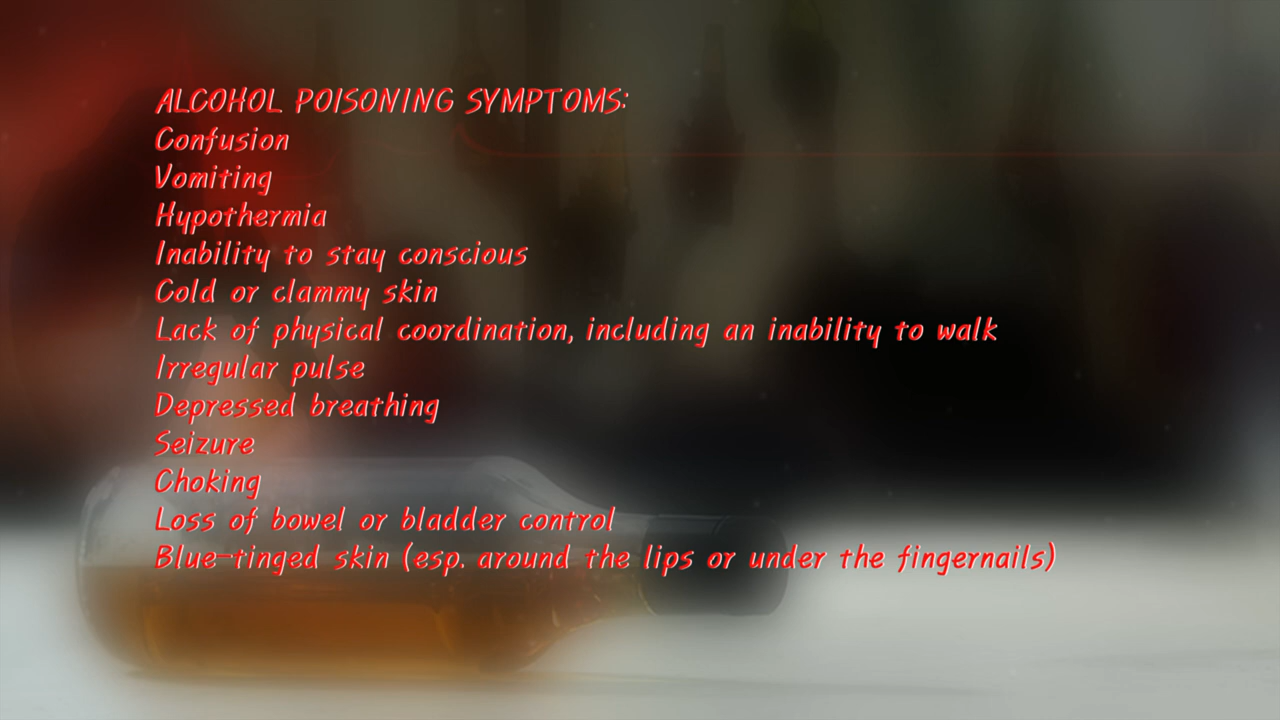 ALCOHOL POISONING SYMPTOMS:
Confusion
Vomiting
Hypothermia
Inability to stay conscious
Cold or clammy skin
Lack of physical coordination, including an inability to walk
Irregular pulse
Depressed breathing
Seizure
Choking
Loss of bowel or bladder control
Blue-tinged skin (esp. around the lips or under the fingernails)